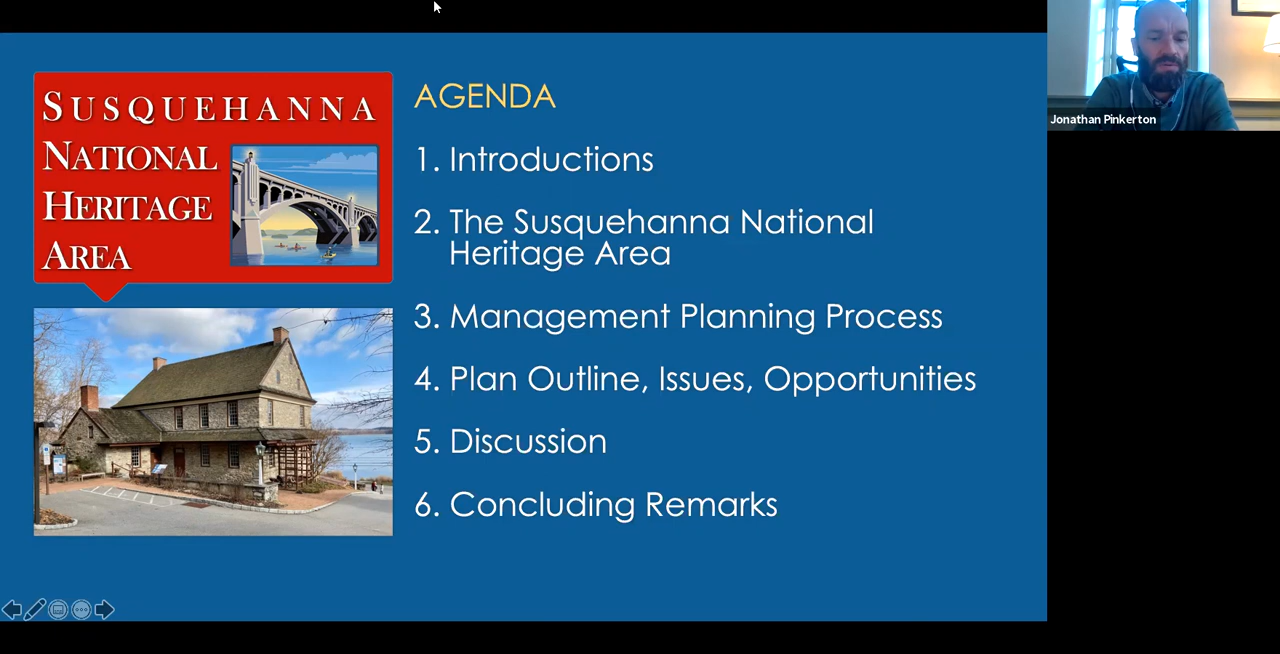 SUSQUEHANNA
NATIONAL
HERITAGE
AREA
AGENDA
1. Introductions
2. The Susquehanna National
Heritage Area
3. Management Planning Process
4. Plan Outline, Issues, Opportunities
5. Discussion
6. Concluding Remarks
Jonathan Pinkerton